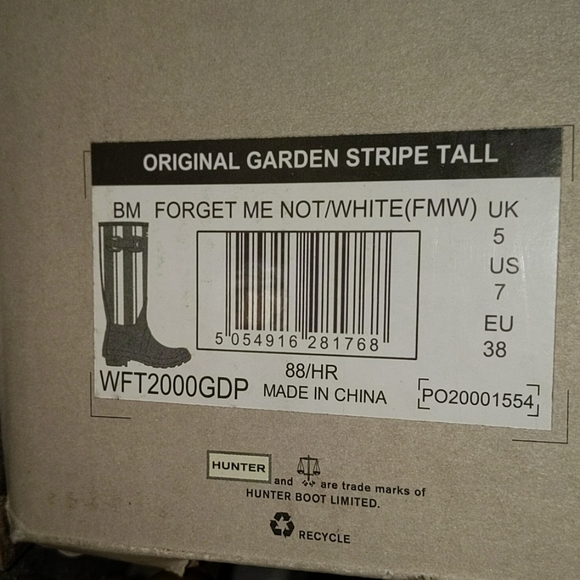 ORIGINAL GARDEN STRIPE TALL
BM FORGET ME NOT/WHITE(FMW)
UK
5
US
7
EU
38
5 054916 281768
88/HR
WFT2000GDP
MADE IN CHINA
PO20001554
HUNTER and are trade marks of
HUNTER BOOT LIMITED.
RECYCLE